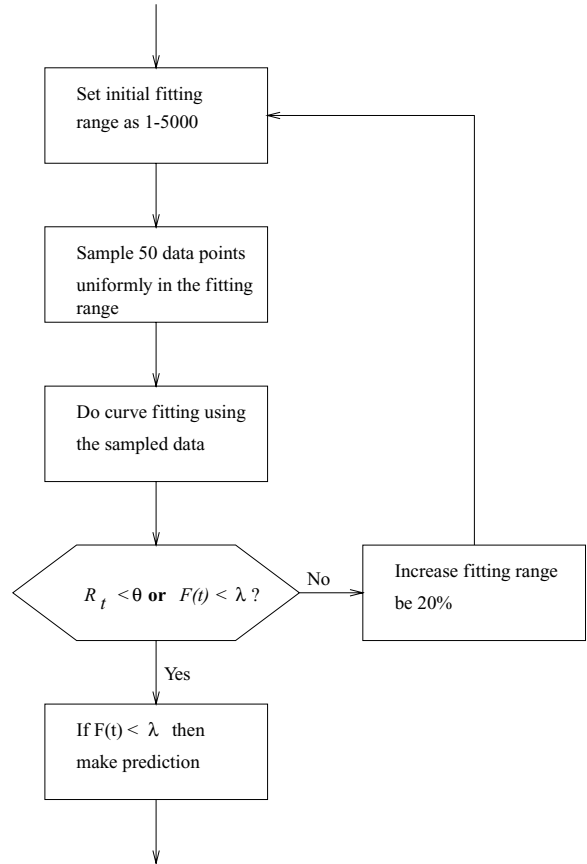 Set initial fitting
range as 1-5000
Sample 50 data points
uniformly in the fitting
range
Do curve fitting using
the sampled data
R t < θ or F(t) < λ ?
No
Increase fitting range
be 20%
Yes
If F(t) < λ then
make prediction